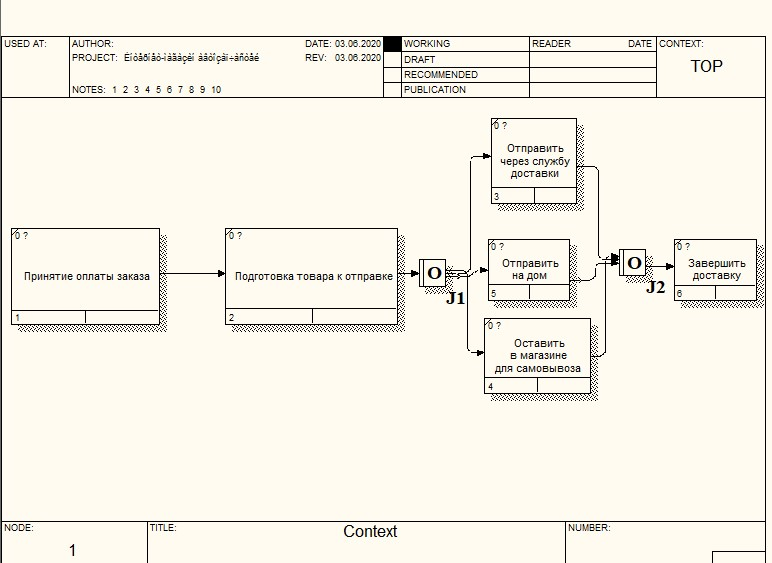 USED AT:
AUTHOR:
DATE: 03.06.2020
WORKING
READER
DATE
CONTEXT:
PROJECT:
REV: 03.06.2020
DRAFT
TOP
RECOMMENDED
NOTES: 1 2 3 4 5 6 7 8 9 10
PUBLICATION
0 ?
Отправить
через службу
доставки
3
0 ?
Принятие оплаты заказа
1
0 ?
Подготовка товара к отправке
2
O
J1
0 ?
Отправить
на дом
5
0 ?
Оставить
в магазине
для самовывоза
4
O
J2
0 ?
Завершить
доставку
6
NODE:
1
TITLE:
Context
NUMBER: